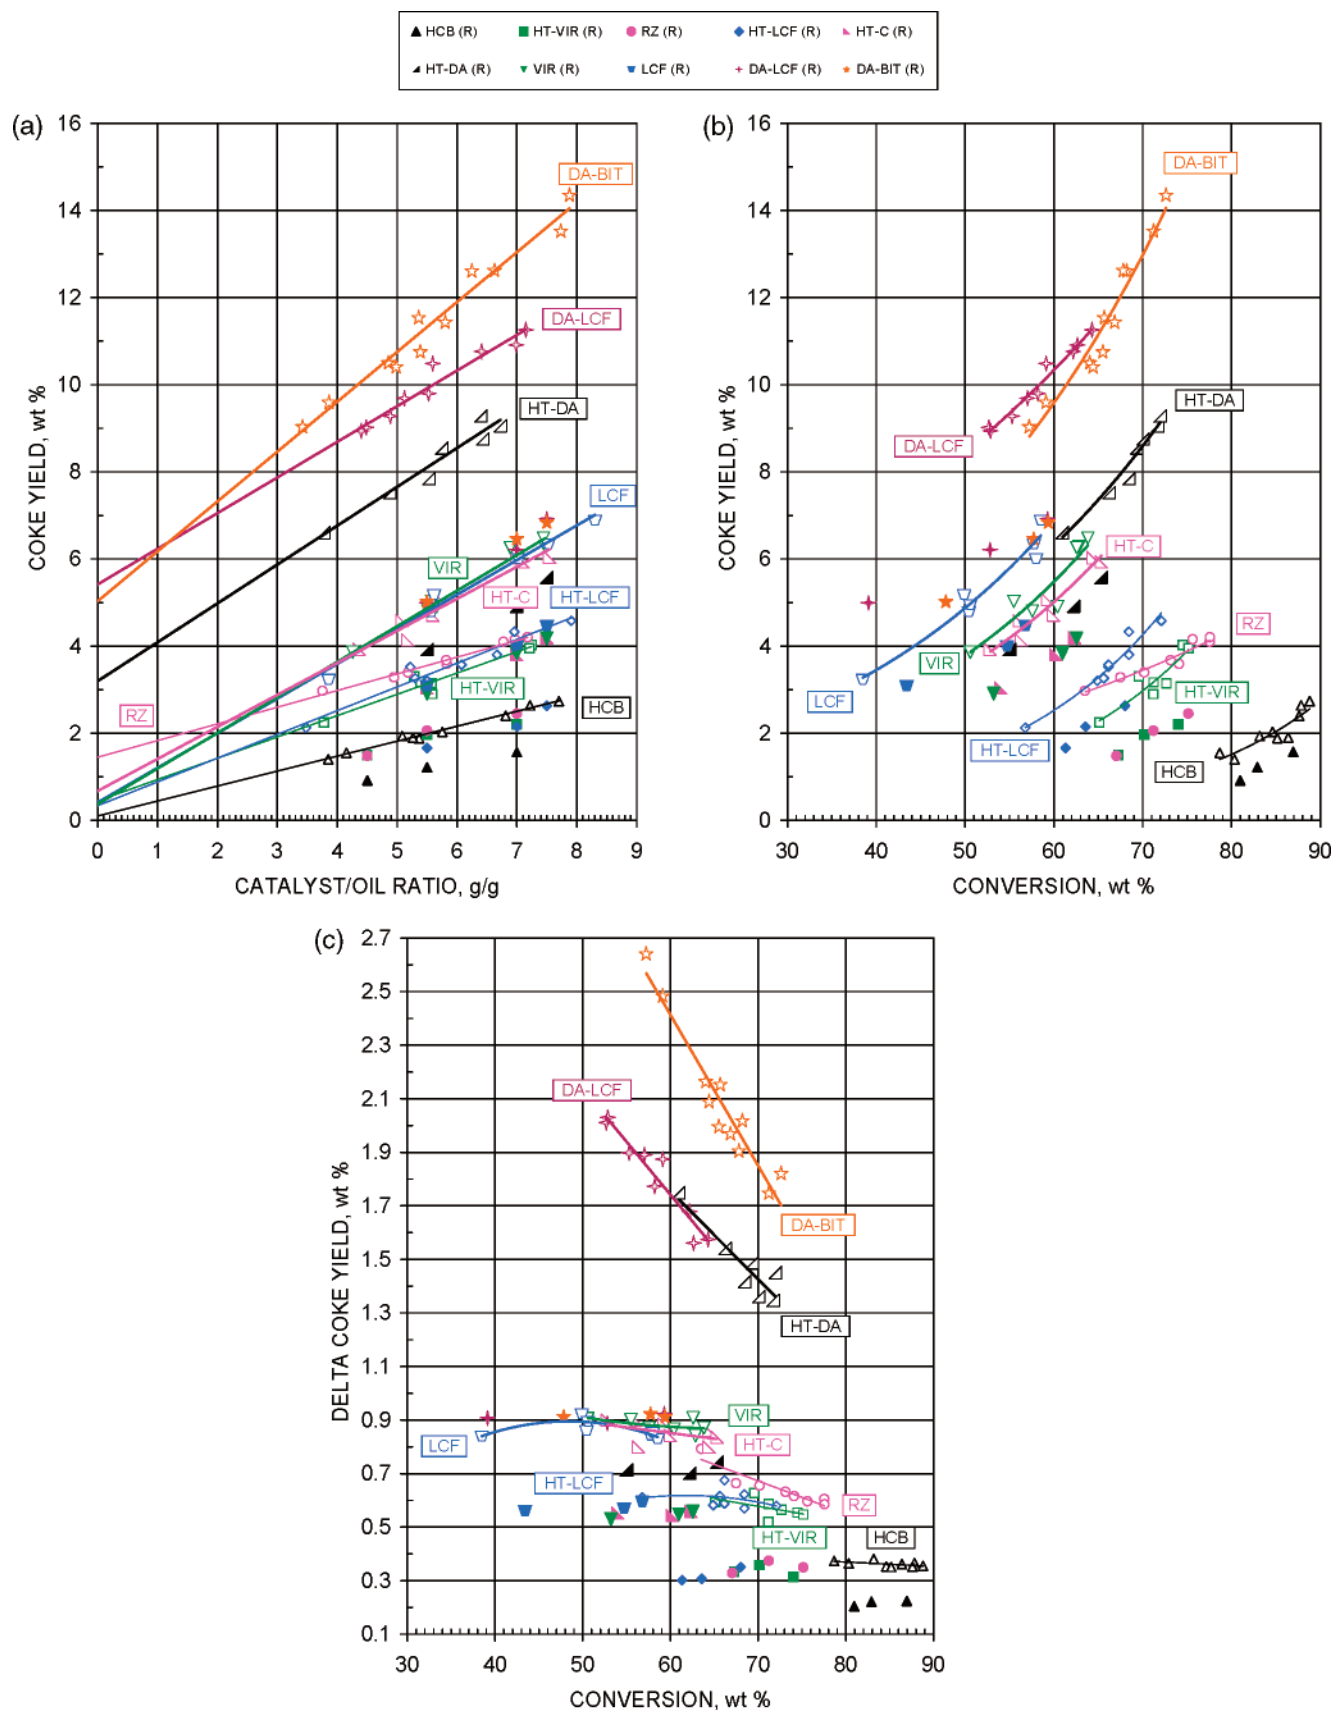 HCB (R) HT-VIR (R) RZ (R) HT-LCF (R) HT-C (R)
HT-DA (R) VIR (R) LCF (R) DA-LCF (R) DA-BIT (R)
(a)
16
14
12
10
8
6
4
2
0
COKE YIELD, wt %
DA-BIT
DA-LCF
HT-DA
LCF
VIR
HT-C
HT-LCF
HT-VIR
RZ
HCB
0 1 2 3 4 5 6 7 8 9
CATALYST/OIL RATIO, g/g
(b)
16
14
12
10
8
6
4
2
0
COKE YIELD, wt %
DA-BIT
HT-DA
DA-LCF
HT-C
RZ
VIR
LCF
HT-VIR
HT-LCF
HCB
30 40 50 60 70 80 90
CONVERSION, wt %
(c)
2.7
2.5
2.3
2.1
1.9
1.7
1.5
1.3
1.1
0.9
0.7
0.5
0.3
0.1
DELTA COKE YIELD, wt %
DA-LCF
DA-BIT
HT-DA
VIR
LCF
HT-C
HT-LCF
RZ
HT-VIR
HCB
30 40 50 60 70 80 90
CONVERSION, wt %